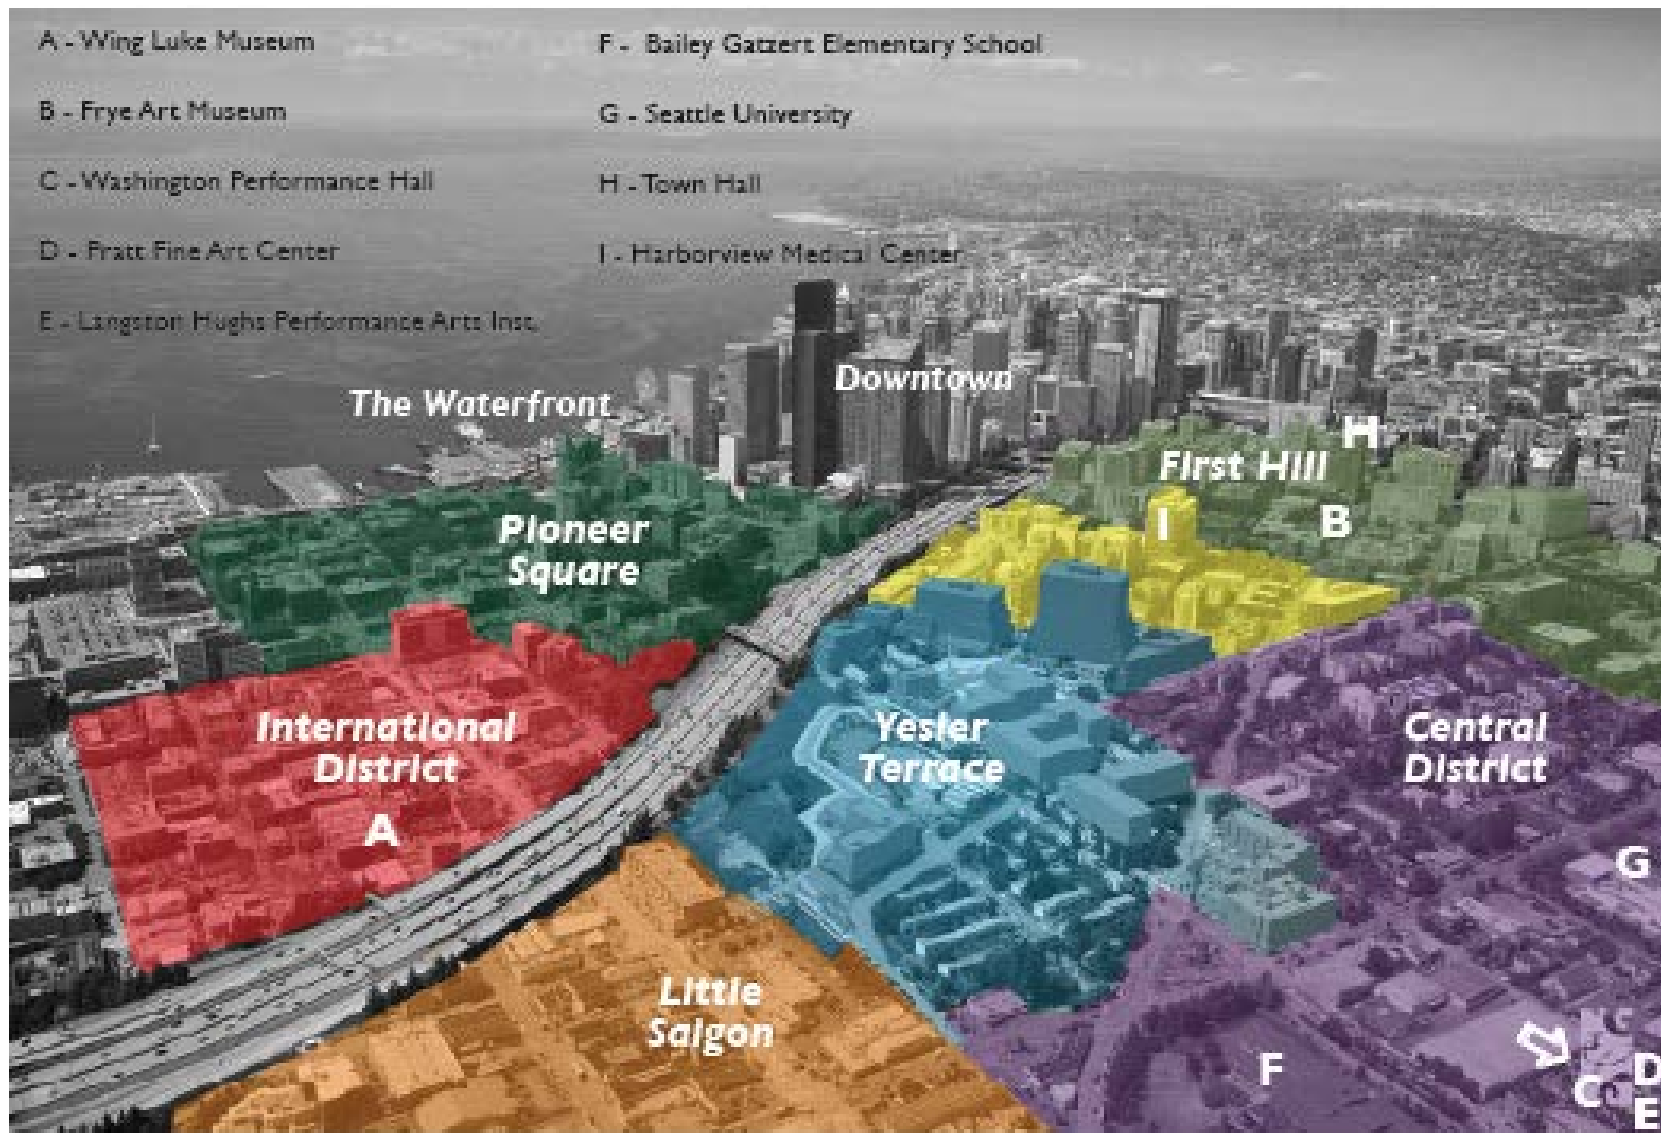 A - Wing Luke Museum
B - Frye Art Museum
C - Washington Performance Hall
D - Pratt Fine Art Center
E - Langston Hughs Performance Arts Inst.
F - Bailey Gatzert Elementary School
G - Seattle University
H - Town Hall
I - Harborview Medical Center
The Waterfront
Downtown
H
First Hill
Pioneer
Square
I
B
International
District
Yesler
Terrace
Central
District
A
G
Little
Saigon
F
C
D
E